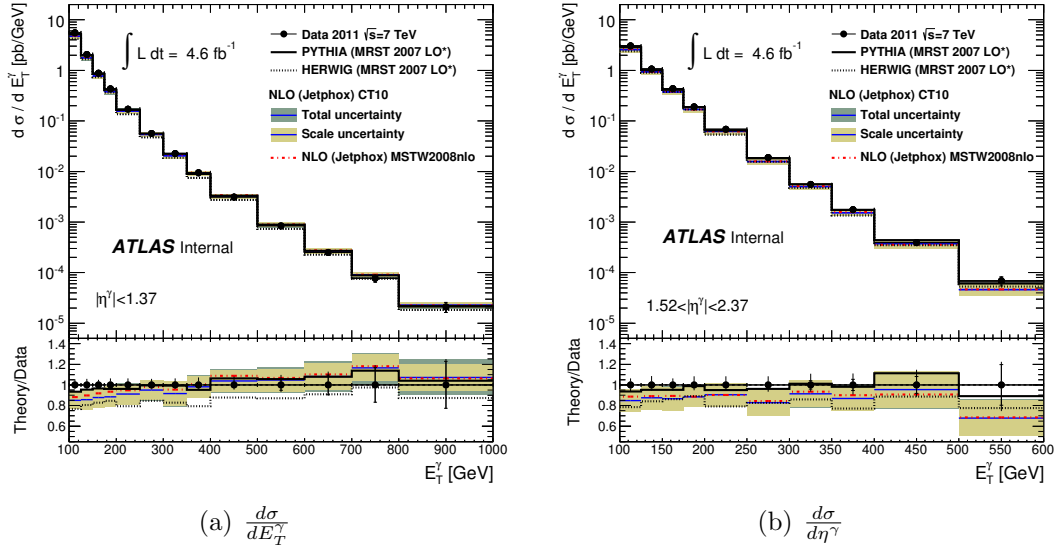 d σ / d E_T^γ [pb/GeV]
10
1
10^-1
10^-2
10^-3
10^-4
10^-5
∫ L dt = 4.6 fb^-1
Data 2011 √s=7 TeV
PYTHIA (MRST 2007 LO*)
HERWIG (MRST 2007 LO*)
NLO (Jetphox) CT10
Total uncertainty
Scale uncertainty
NLO (Jetphox) MSTW2008nlo
ATLAS Internal
|η^γ|<1.37
Theory/Data
1.4
1.2
1
0.8
0.6
100 200 300 400 500 600 700 800 900 1000
E_T^γ [GeV]
(a) dσ/dE_T^γ
d σ / d E_T^γ [pb/GeV]
10
1
10^-1
10^-2
10^-3
10^-4
10^-5
∫ L dt = 4.6 fb^-1
Data 2011 √s=7 TeV
PYTHIA (MRST 2007 LO*)
HERWIG (MRST 2007 LO*)
NLO (Jetphox) CT10
Total uncertainty
Scale uncertainty
NLO (Jetphox) MSTW2008nlo
ATLAS Internal
1.52<|η^γ|<2.37
Theory/Data
1.4
1.2
1
0.8
0.6
100 150 200 250 300 350 400 450 500 550 600
E_T^γ [GeV]
(b) dσ/dη^γ